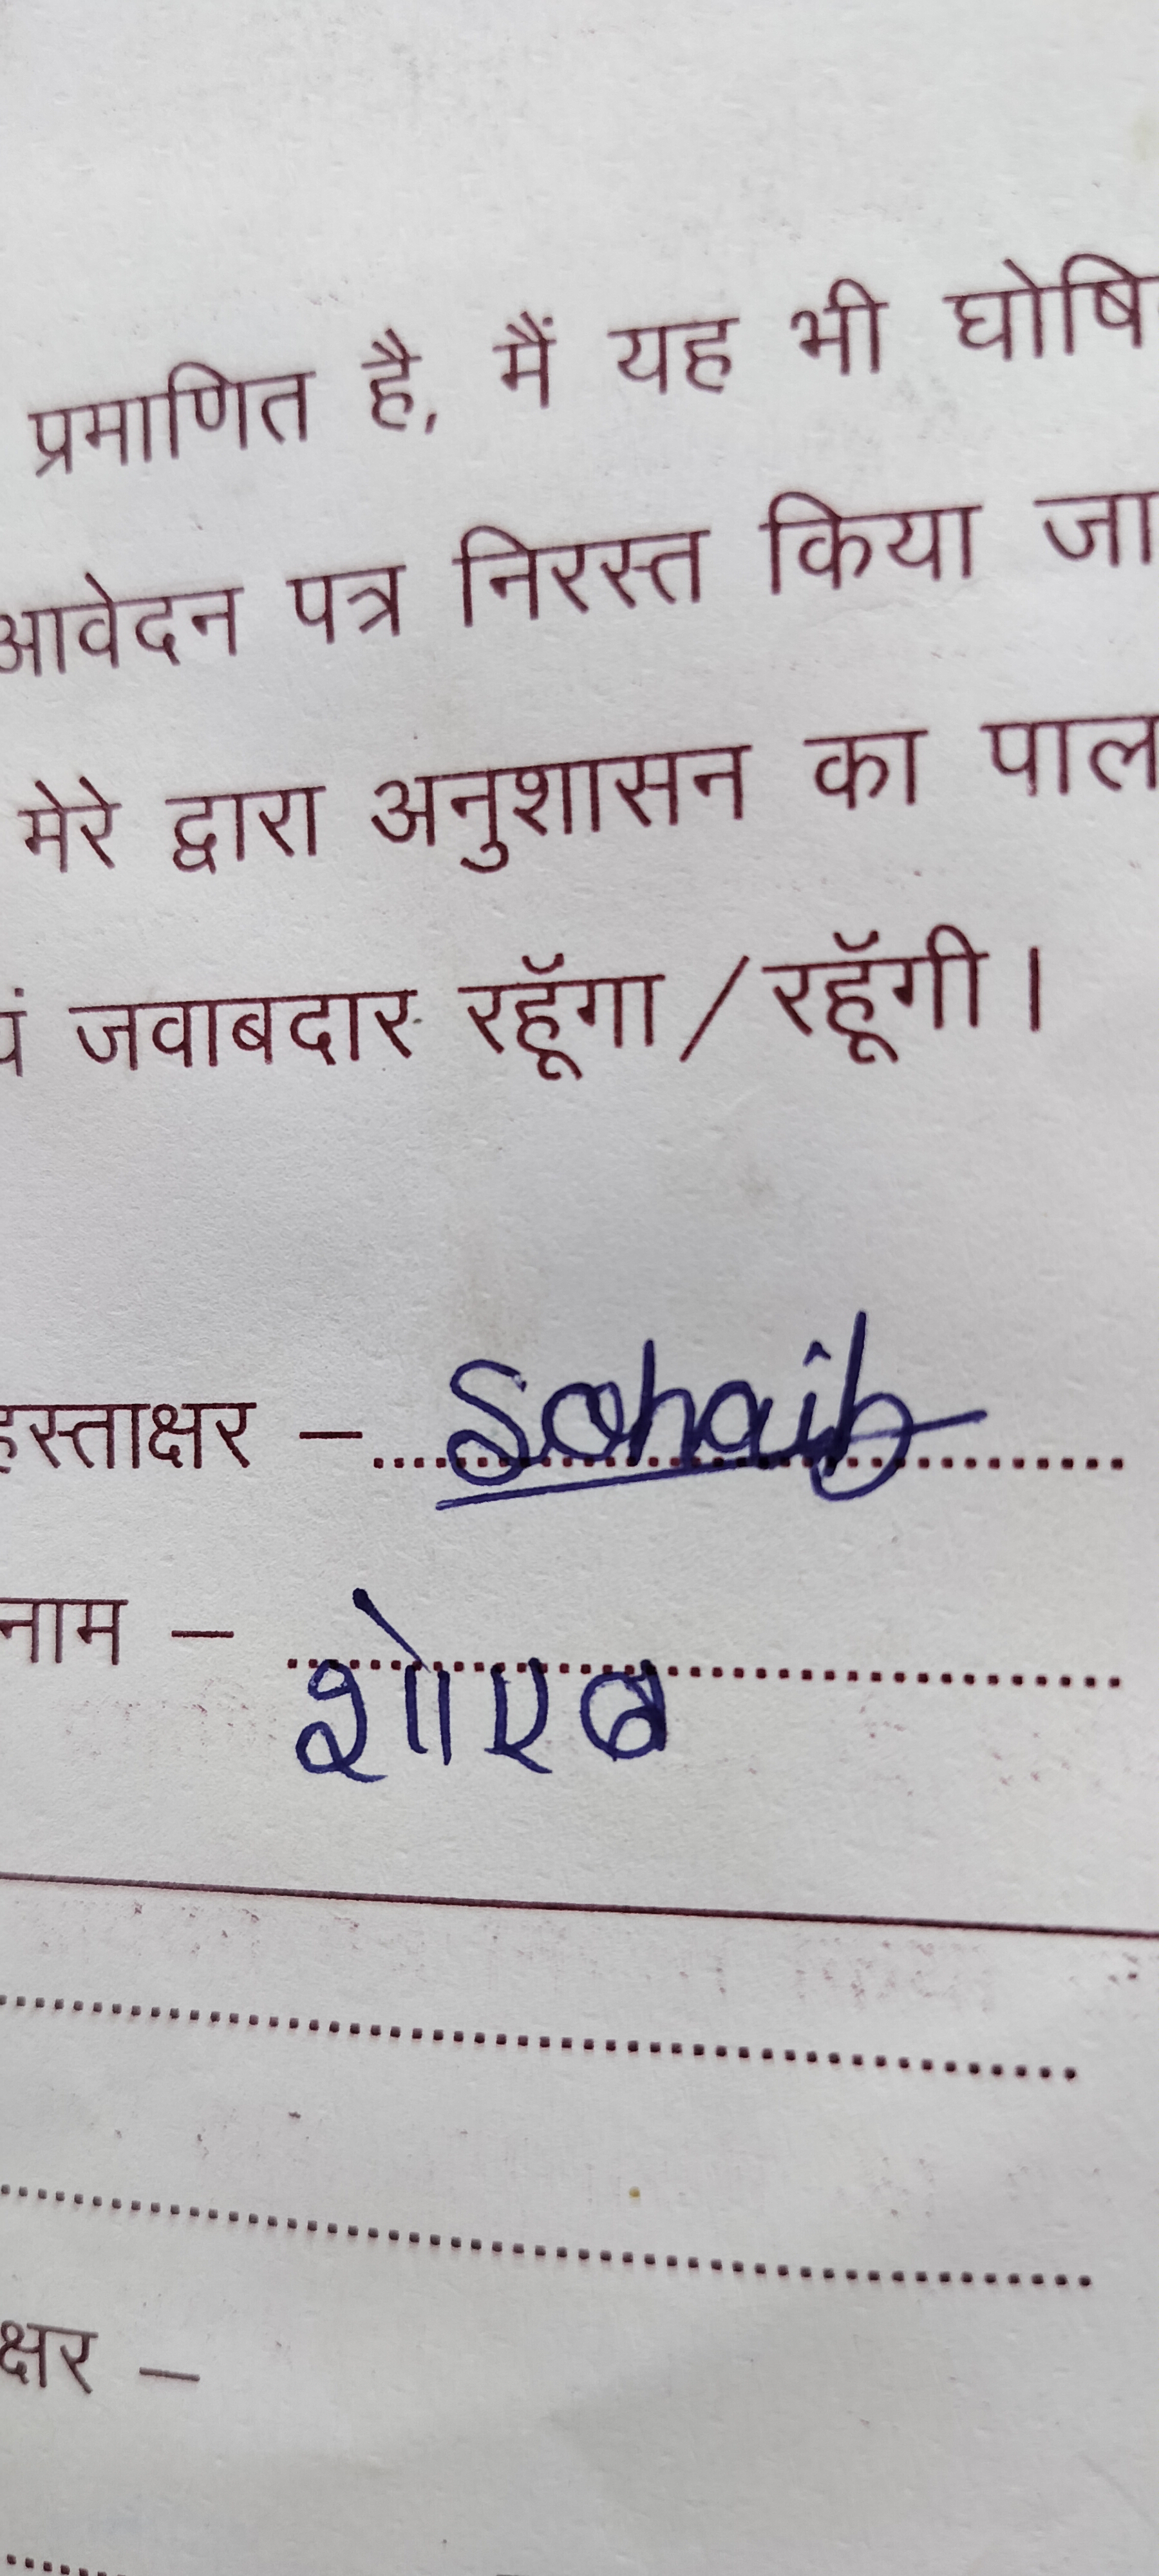 प्रमाणित है, मैं यह भी घोषि
आवेदन पत्र निरस्त किया जा
मेरे द्वारा अनुशासन का पाल
यं जवाबदार रहूॅगा / रहूॅगी ।
हस्ताक्षर – Sohaib
नाम – शोएब
क्षर –